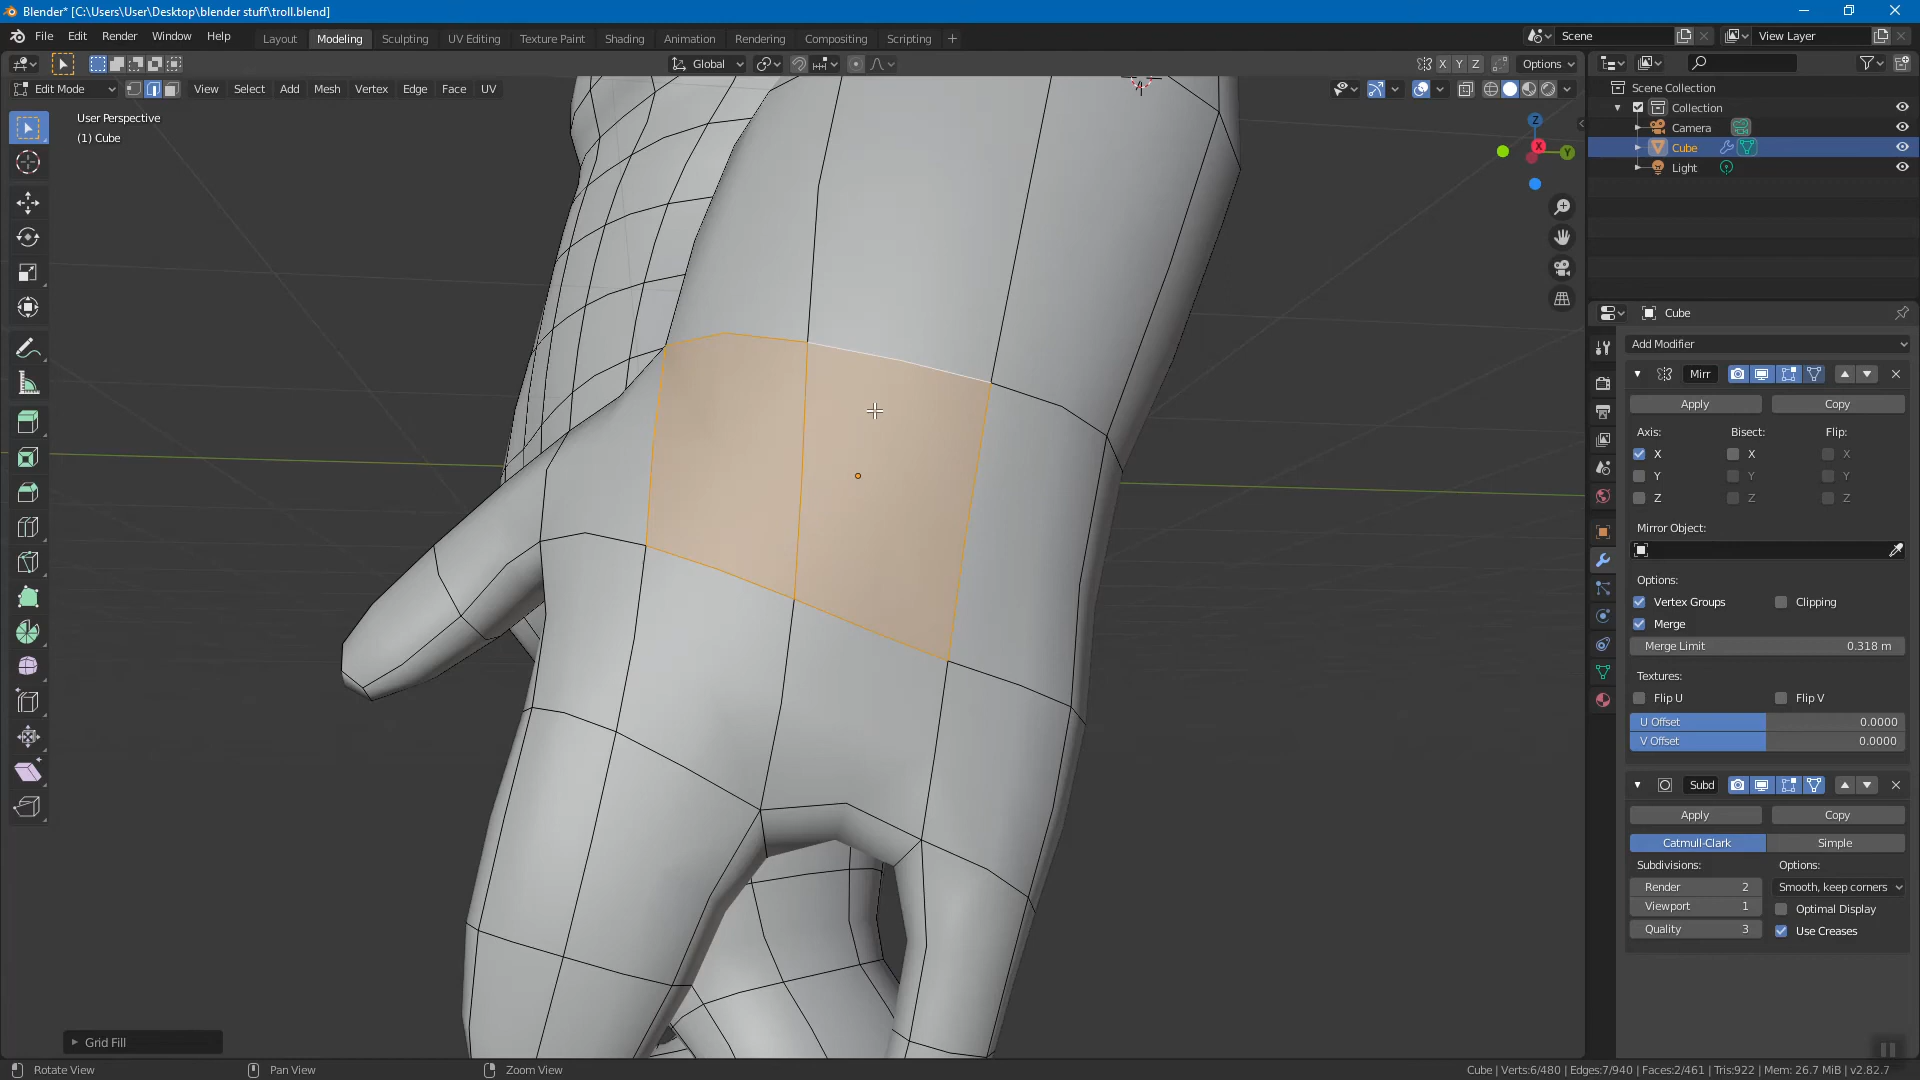 Blender* [C:\Users\User\Desktop\blender stuff\troll.blend]
File Edit Render Window Help
Layout Modeling Sculpting UV Editing Texture Paint Shading Animation Rendering Compositing Scripting +
Scene
View Layer
Global
X Y Z
Options
Edit Mode
View Select Add Mesh Vertex Edge Face UV
User Perspective
(1) Cube
Z
X
Y
Scene Collection
Collection
Camera
Cube
Light
Cube
Add Modifier
Mirr
Apply
Copy
Axis:
Bisect:
Flip:
X X X
Y Y Y
Z Z Z
Mirror Object:
Options:
Vertex Groups
Clipping
Merge
Merge Limit 0.318 m
Textures:
Flip U
Flip V
U Offset 0.0000
V Offset 0.0000
Subd
Apply
Copy
Catmull-Clark
Simple
Subdivisions:
Options:
Render 2
Smooth, keep corners
Viewport 1
Optimal Display
Quality 3
Use Creases
Grid Fill
Rotate View
Pan View
Zoom View
Cube | Verts:6/480 | Edges:7/940 | Faces:2/461 | Tris:922 | Mem: 26.7 MiB | v2.82.7